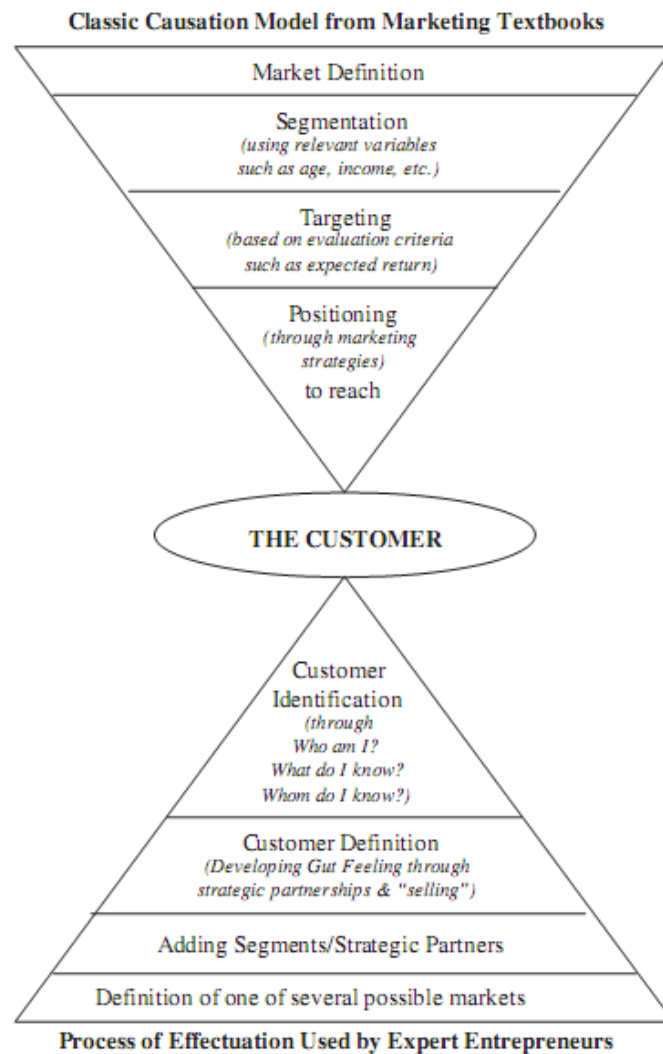 Classic Causation Model from Marketing Textbooks
Market Definition
Segmentation
(using relevant variables
such as age, income, etc.)
Targeting
(based on evaluation criteria
such as expected return)
Positioning
(through marketing
strategies)
to reach
THE CUSTOMER
Customer
Identification
(through
Who am I?
What do I know?
Whom do I know?)
Customer Definition
(Developing Gut Feeling through
strategic partnerships & "selling")
Adding Segments/Strategic Partners
Definition of one of several possible markets
Process of Effectuation Used by Expert Entrepreneurs